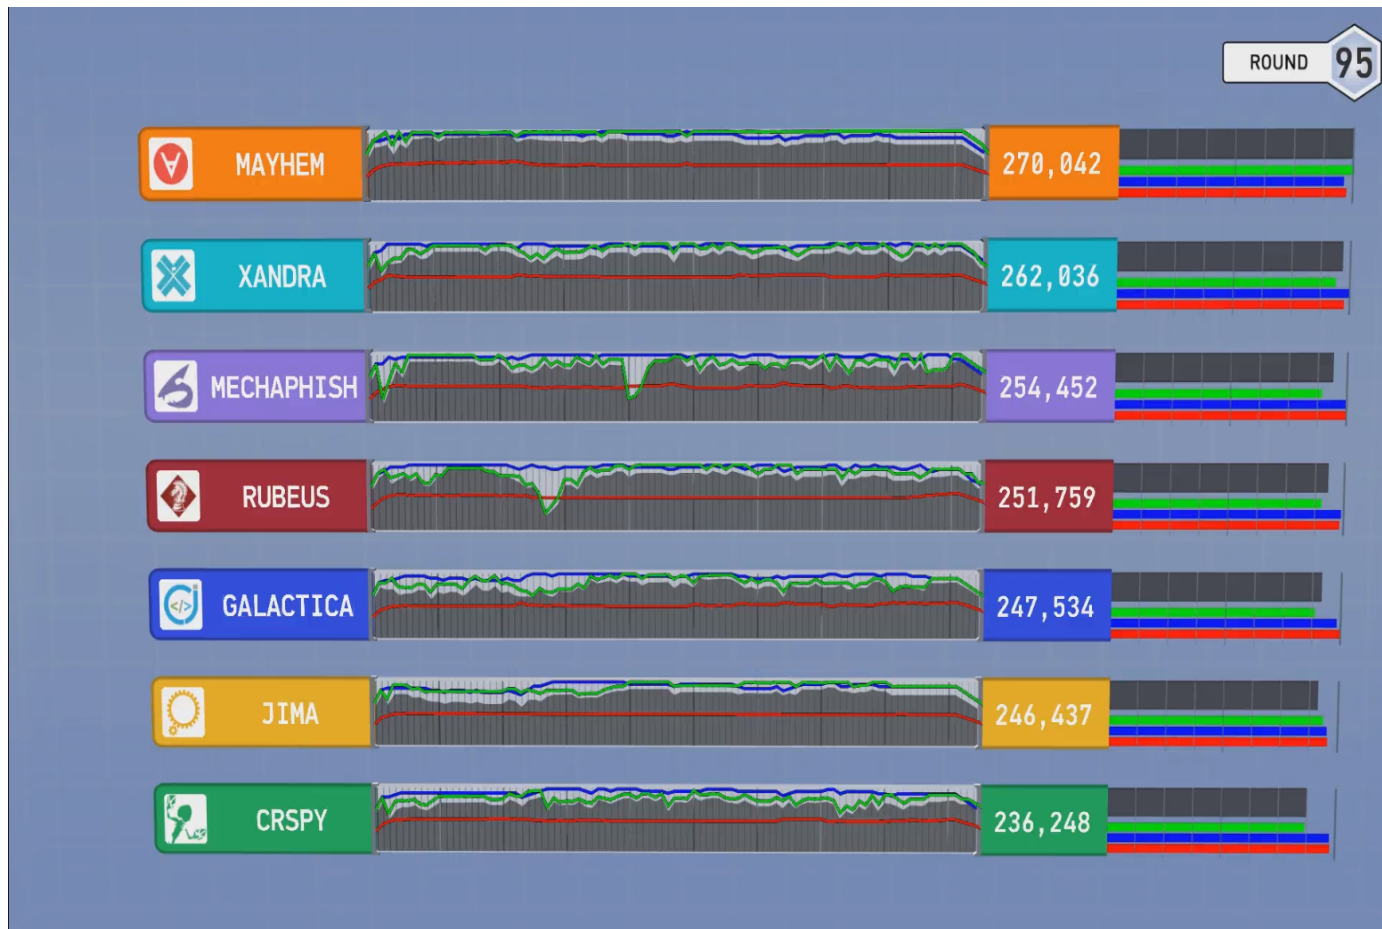 ROUND 95
MAYHEM 270,042
XANDRA 262,036
MECHAPHISH 254,452
RUBEUS 251,759
</> GALACTICA 247,534
JIMA 246,437
CRSPY 236,248